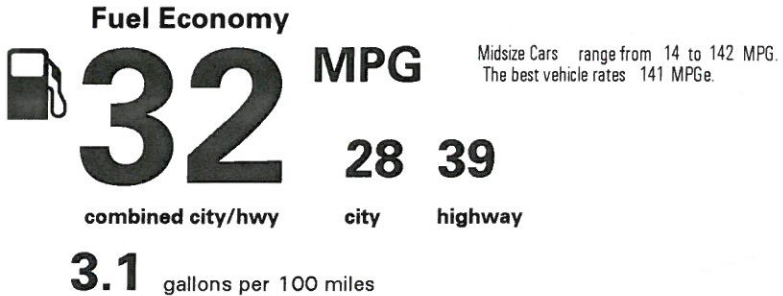 Fuel Economy
32 MPG
Midsize Cars range from 14 to 142 MPG.
The best vehicle rates 141 MPGe.
28 39
combined city/hwy city highway
3.1 gallons per 100 miles